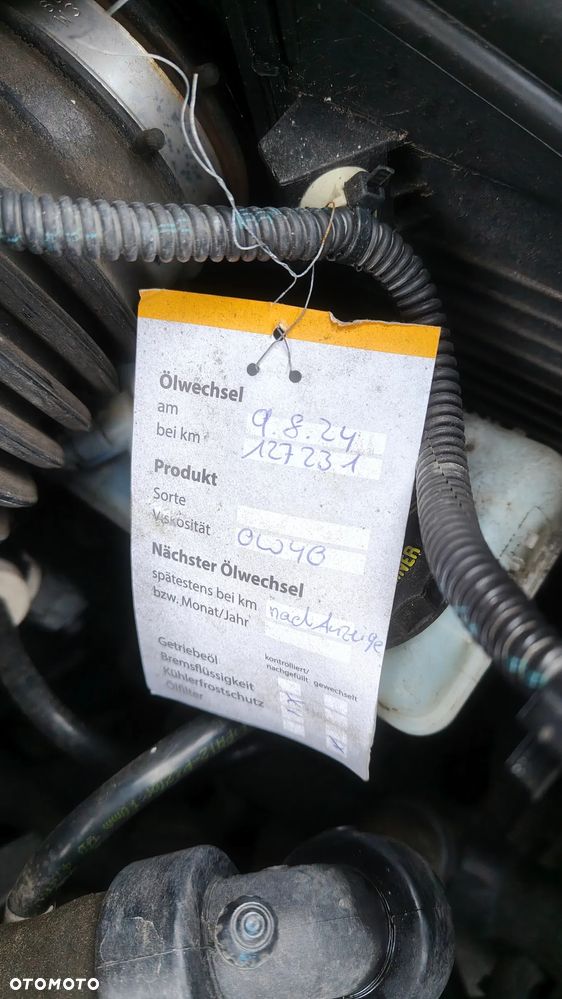 Ölwechsel
am 9.8.24
bei km 127231
Produkt
Sorte
Viskosität 0W40
Nächster Ölwechsel
spätestens bei km nach Anzeige
bzw. Monat/Jahr
kontrolliert/
nachgefüllt gewechselt
Getriebeöl
Bremsflüssigkeit
Kühlerfrostschutz x
Ölfilter x
NER
OTOMOTO